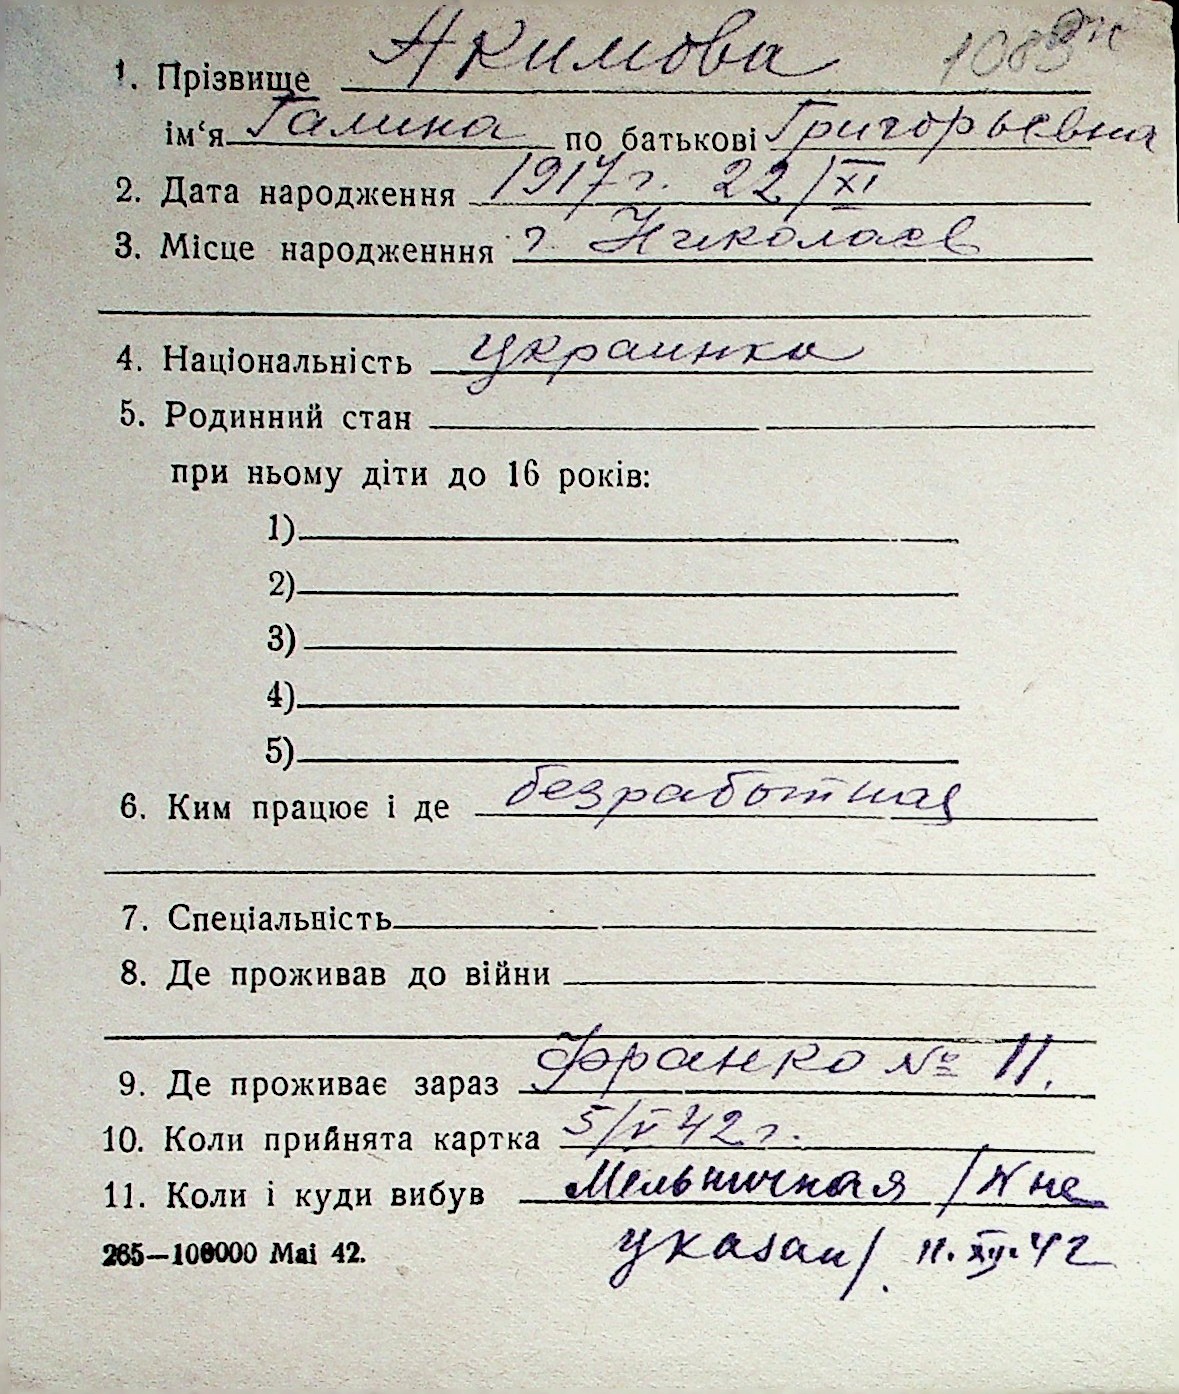 1083
1. Прізвище Акимова
ім‘я Галина по батькові Григорьевна
2. Дата народження 1917 г. 22/XI
3. Місце народженння г. Николаев
4. Національність украинка
5. Родинний стан
при ньому діти до 16 років:
1)
2)
3)
4)
5)
6. Ким працює і де безработная
7. Спеціальність
8. Де проживав до війни
9. Де проживає зараз Франко № 11.
10. Коли прийнята картка 5/V 42 г.
11. Коли і куди вибув Мельничная /№ не
указан/. 11.XII.42
265—100000 Mai 42.